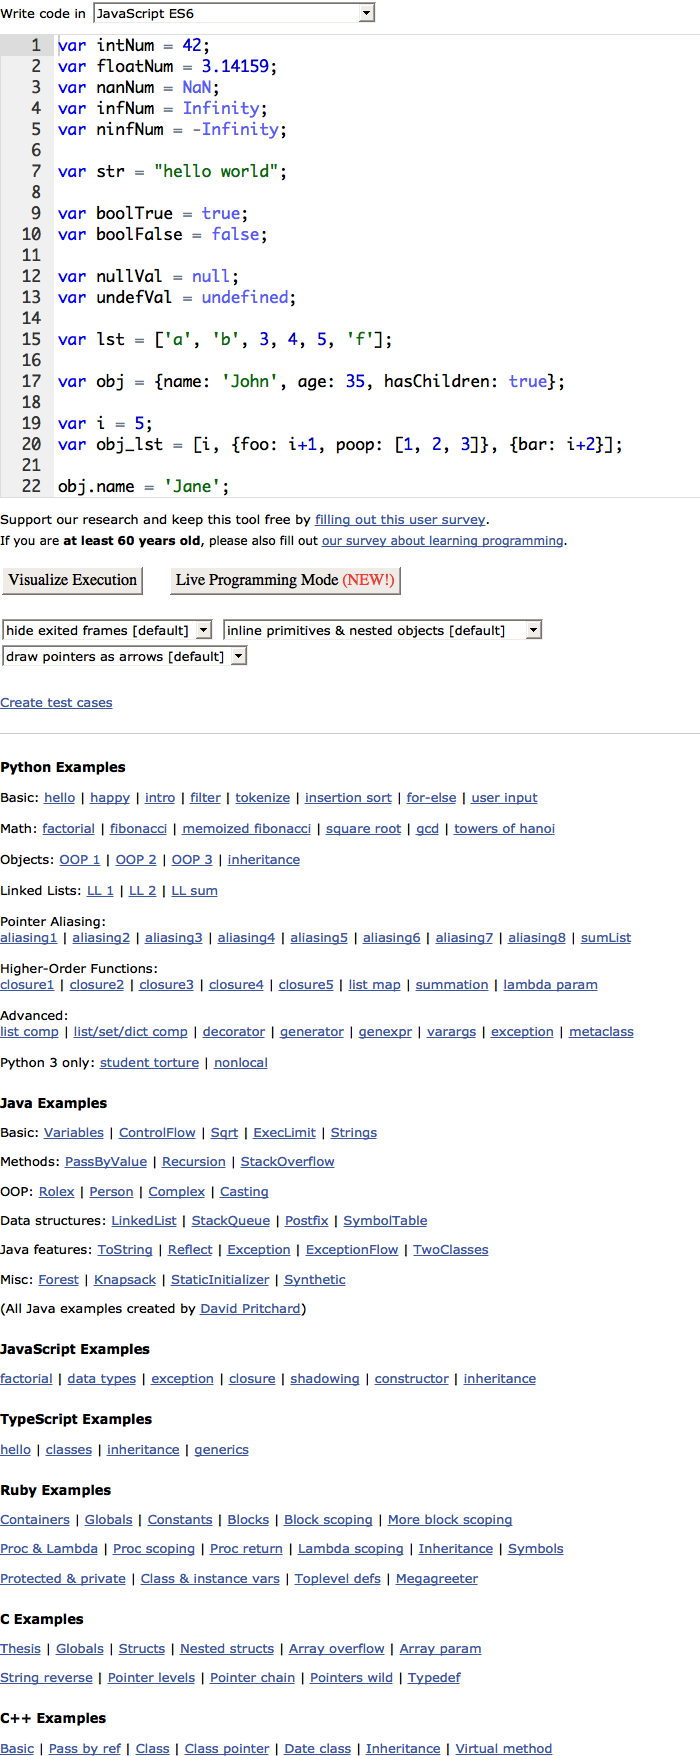 Write code in JavaScript ES6
1 var intNum = 42;
2 var floatNum = 3.14159;
3 var nanNum = NaN;
4 var infNum = Infinity;
5 var ninfNum = -Infinity;
6
7 var str = "hello world";
8
9 var boolTrue = true;
10 var boolFalse = false;
11
12 var nullVal = null;
13 var undefVal = undefined;
14
15 var lst = ['a', 'b', 3, 4, 5, 'f'];
16
17 var obj = {name: 'John', age: 35, hasChildren: true};
18
19 var i = 5;
20 var obj_lst = [i, {foo: i+1, poop: [1, 2, 3]}, {bar: i+2}];
21
22 obj.name = 'Jane';
Support our research and keep this tool free by filling out this user survey.
If you are at least 60 years old, please also fill out our survey about learning programming.
Visualize Execution Live Programming Mode (NEW!)
hide exited frames [default] inline primitives & nested objects [default]
draw pointers as arrows [default]
Create test cases
Python Examples
Basic: hello | happy | intro | filter | tokenize | insertion sort | for-else | user input
Math: factorial | fibonacci | memoized fibonacci | square root | gcd | towers of hanoi
Objects: OOP 1 | OOP 2 | OOP 3 | inheritance
Linked Lists: LL 1 | LL 2 | LL sum
Pointer Aliasing:
aliasing1 | aliasing2 | aliasing3 | aliasing4 | aliasing5 | aliasing6 | aliasing7 | aliasing8 | sumList
Higher-Order Functions:
closure1 | closure2 | closure3 | closure4 | closure5 | list map | summation | lambda param
Advanced:
list comp | list/set/dict comp | decorator | generator | genexpr | varargs | exception | metaclass
Python 3 only: student torture | nonlocal
Java Examples
Basic: Variables | ControlFlow | Sqrt | ExecLimit | Strings
Methods: PassByValue | Recursion | StackOverflow
OOP: Rolex | Person | Complex | Casting
Data structures: LinkedList | StackQueue | Postfix | SymbolTable
Java features: ToString | Reflect | Exception | ExceptionFlow | TwoClasses
Misc: Forest | Knapsack | StaticInitializer | Synthetic
(All Java examples created by David Pritchard)
JavaScript Examples
factorial | data types | exception | closure | shadowing | constructor | inheritance
TypeScript Examples
hello | classes | inheritance | generics
Ruby Examples
Containers | Globals | Constants | Blocks | Block scoping | More block scoping
Proc & Lambda | Proc scoping | Proc return | Lambda scoping | Inheritance | Symbols
Protected & private | Class & instance vars | Toplevel defs | Megagreeter
C Examples
Thesis | Globals | Structs | Nested structs | Array overflow | Array param
String reverse | Pointer levels | Pointer chain | Pointers wild | Typedef
C++ Examples
Basic | Pass by ref | Class | Class pointer | Date class | Inheritance | Virtual method